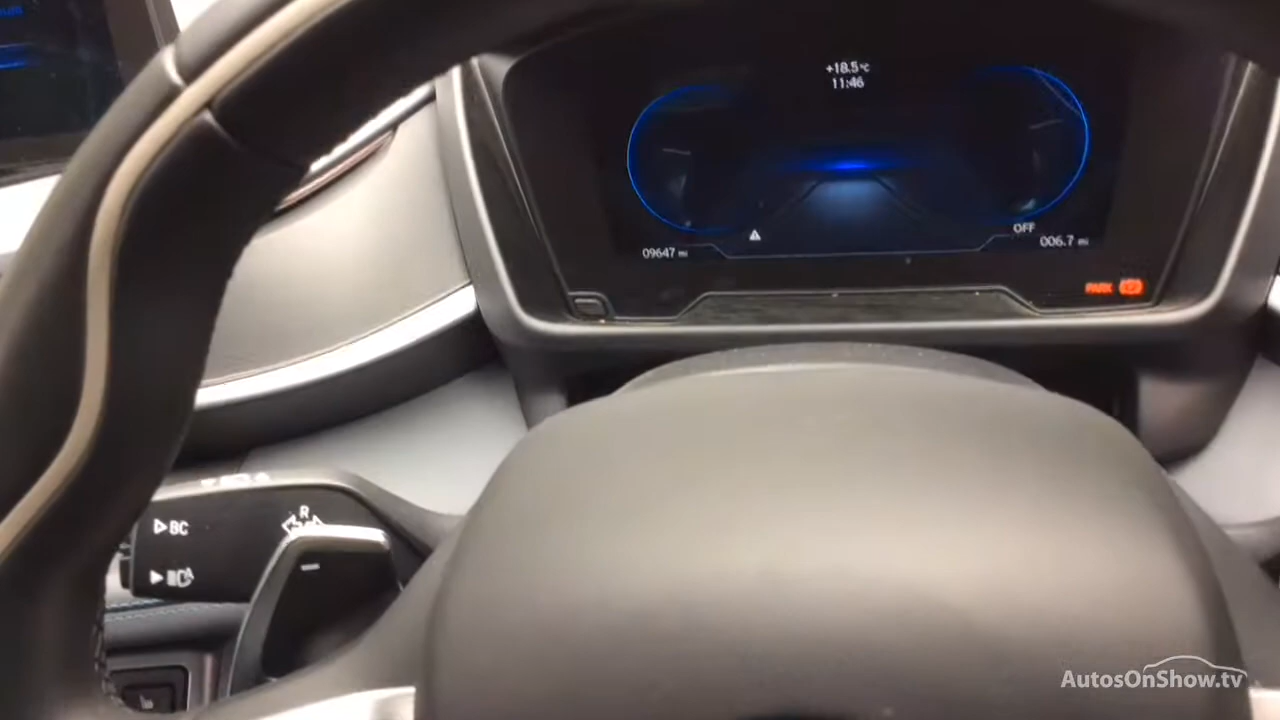 +18.5°C
11:46
OFF
09647 mi
006.7 mi
PARK
R
BC
AutosOnShow.tv